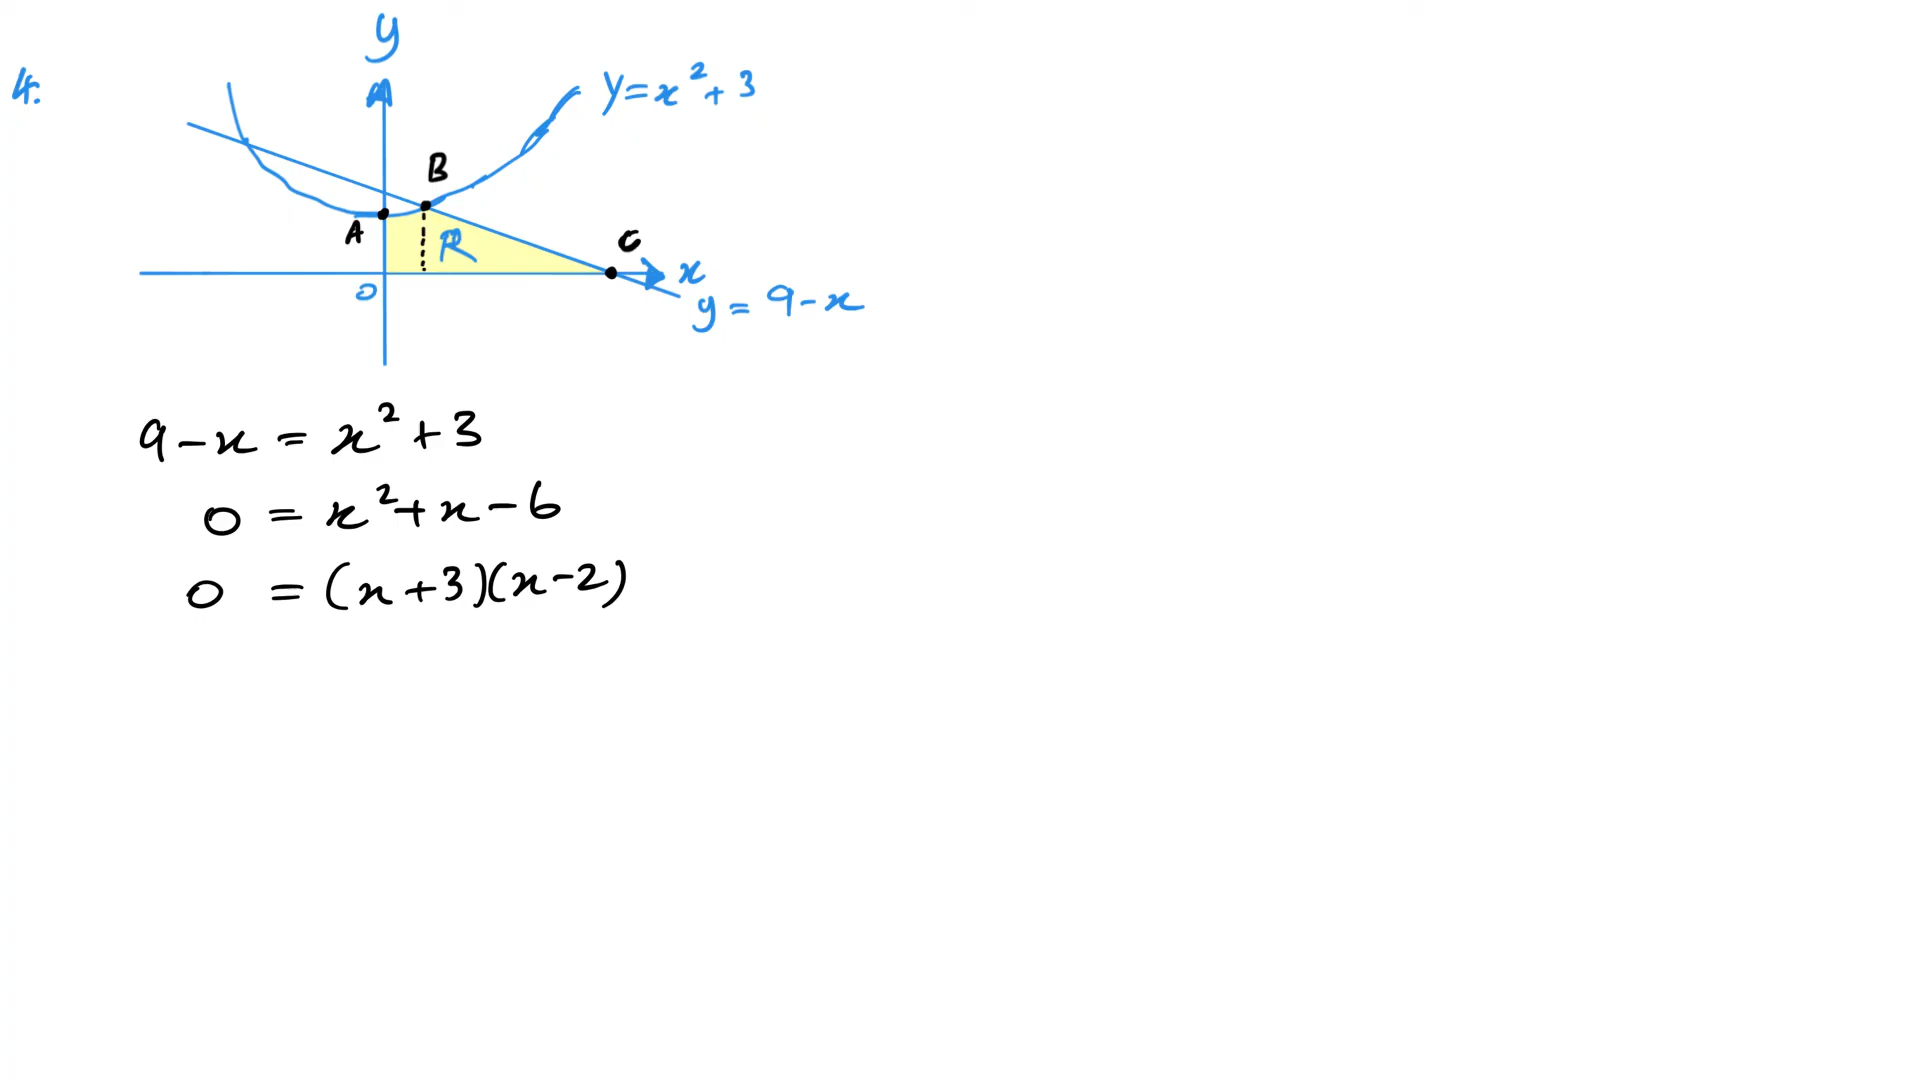 y
4.
y = x² + 3
B
A
R
C
x
O
y = 9 - x
9 - x = x² + 3
0 = x² + x - 6
0 = (x + 3)(x - 2)